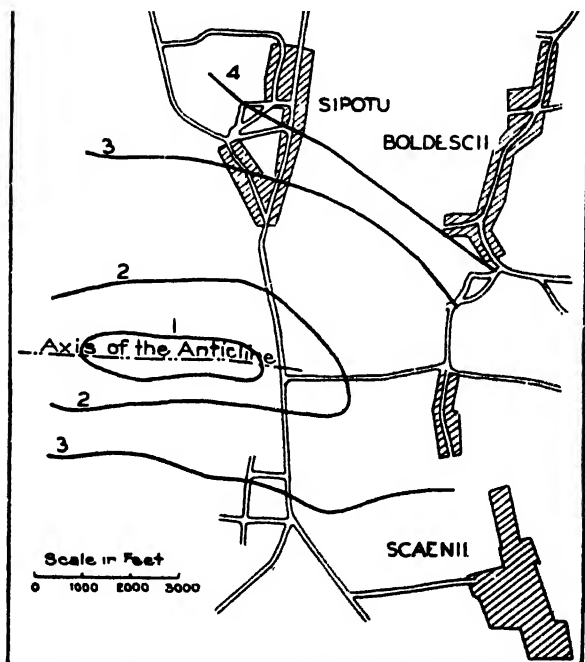 4
SIPOTU
3
BOLDESCII
2
1
Axis of the Anticline
2
3
SCAENII
Scale in Feet
0 1000 2000 3000